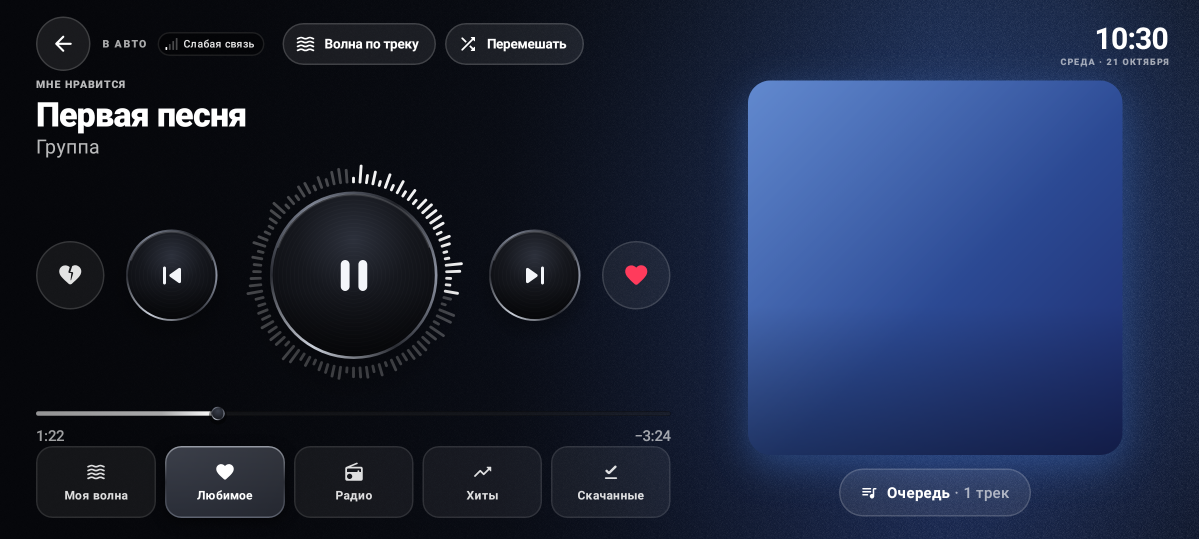 В АВТО
Слабая связь
Волна по треку
Перемешать
10:30
СРЕДА · 21 ОКТЯБРЯ
МНЕ НРАВИТСЯ
Первая песня
Группа
1:22
−3:24
Моя волна
Любимое
Радио
Хиты
Скачанные
Очередь · 1 трек